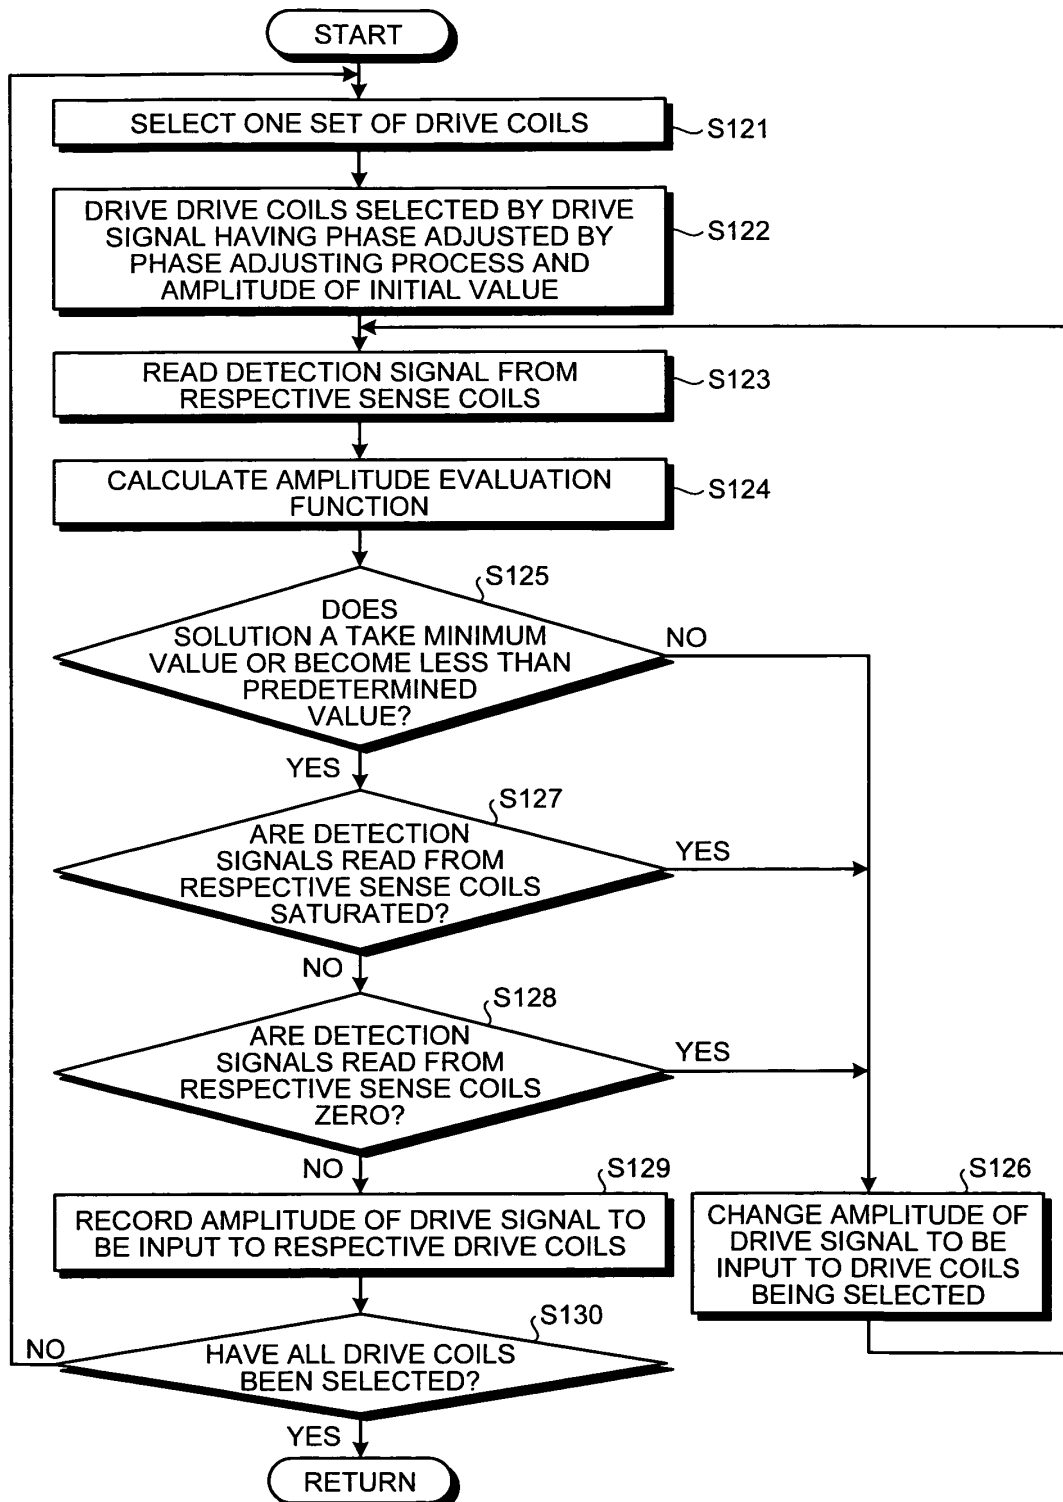 START
SELECT ONE SET OF DRIVE COILS
S121
DRIVE DRIVE COILS SELECTED BY DRIVE
SIGNAL HAVING PHASE ADJUSTED BY
PHASE ADJUSTING PROCESS AND
AMPLITUDE OF INITIAL VALUE
S122
READ DETECTION SIGNAL FROM
RESPECTIVE SENSE COILS
S123
CALCULATE AMPLITUDE EVALUATION
FUNCTION
S124
S125
DOES
SOLUTION A TAKE MINIMUM
VALUE OR BECOME LESS THAN
PREDETERMINED
VALUE?
NO
YES
S127
ARE DETECTION
SIGNALS READ FROM
RESPECTIVE SENSE COILS
SATURATED?
YES
NO
S128
ARE DETECTION
SIGNALS READ FROM
RESPECTIVE SENSE COILS
ZERO?
YES
NO
S129
RECORD AMPLITUDE OF DRIVE SIGNAL TO
BE INPUT TO RESPECTIVE DRIVE COILS
S126
CHANGE AMPLITUDE OF
DRIVE SIGNAL TO BE
INPUT TO DRIVE COILS
BEING SELECTED
S130
NO
HAVE ALL DRIVE COILS
BEEN SELECTED?
YES
RETURN